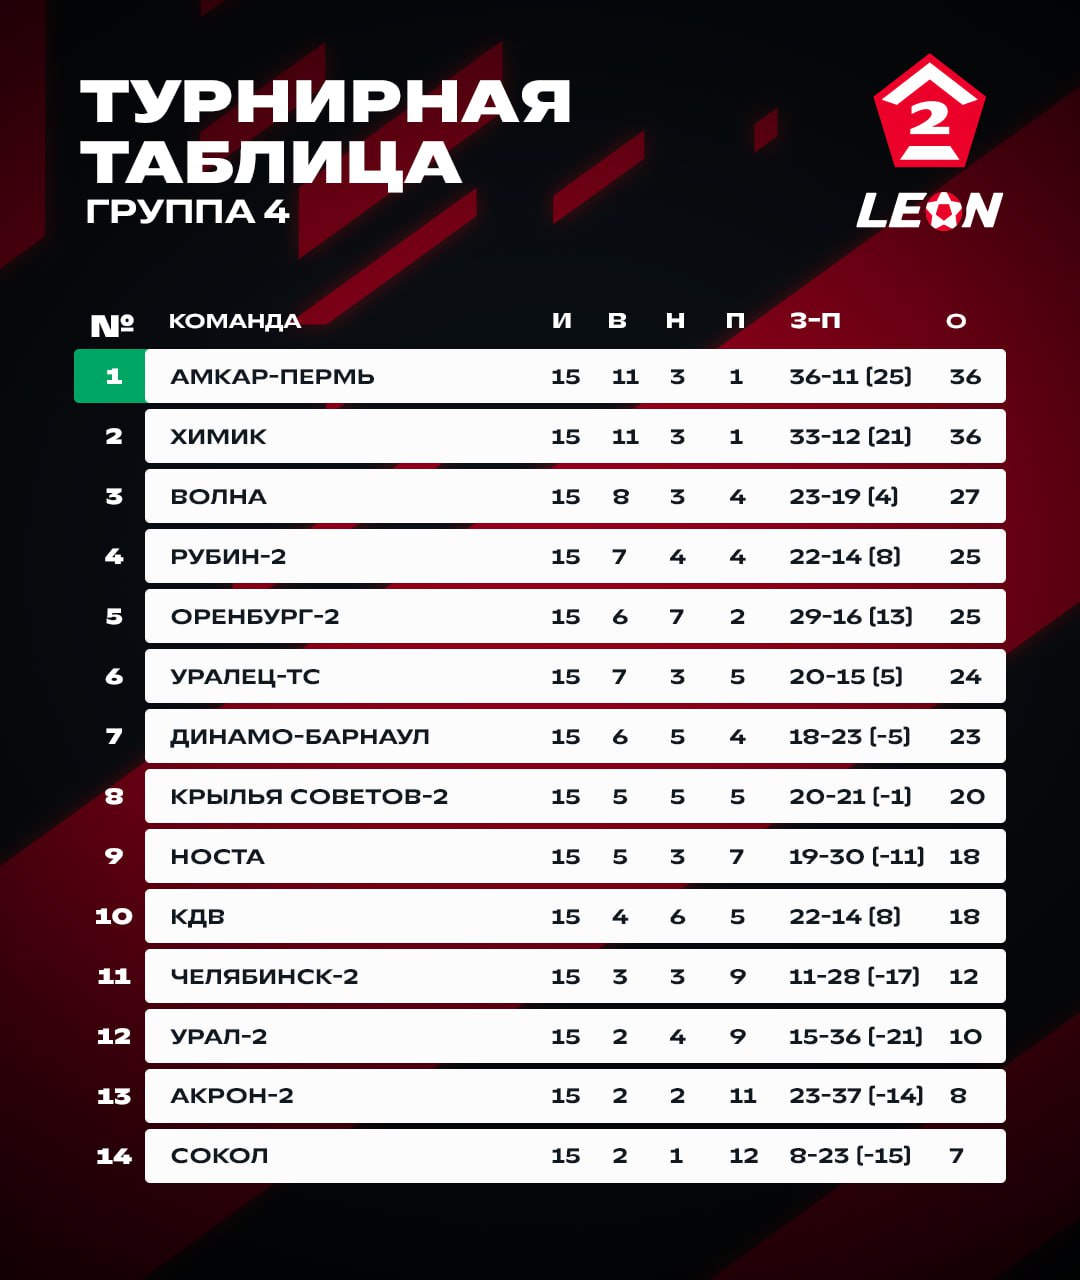 ТУРНИРНАЯ
ТАБЛИЦА
ГРУППА 4
2
LEON
№ КОМАНДА И В Н П З-П О
1 АМКАР-ПЕРМЬ 15 11 3 1 36-11 (25) 36
2 ХИМИК 15 11 3 1 33-12 (21) 36
3 ВОЛНА 15 8 3 4 23-19 (4) 27
4 РУБИН-2 15 7 4 4 22-14 (8) 25
5 ОРЕНБУРГ-2 15 6 7 2 29-16 (13) 25
6 УРАЛЕЦ-ТС 15 7 3 5 20-15 (5) 24
7 ДИНАМО-БАРНАУЛ 15 6 5 4 18-23 (-5) 23
8 КРЫЛЬЯ СОВЕТОВ-2 15 5 5 5 20-21 (-1) 20
9 НОСТА 15 5 3 7 19-30 (-11) 18
10 КДВ 15 4 6 5 22-14 (8) 18
11 ЧЕЛЯБИНСК-2 15 3 3 9 11-28 (-17) 12
12 УРАЛ-2 15 2 4 9 15-36 (-21) 10
13 АКРОН-2 15 2 2 11 23-37 (-14) 8
14 СОКОЛ 15 2 1 12 8-23 (-15) 7